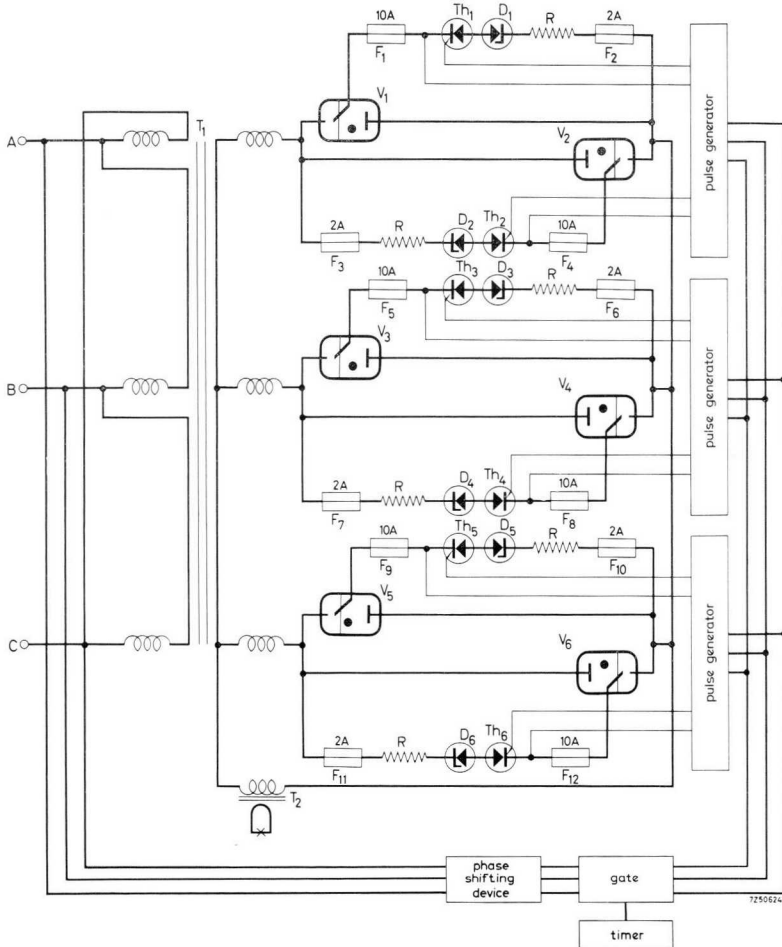 10A Th1 D1 R 2A
F1 F2
T1
V1
A
V2
pulse generator
2A R D2 Th2 10A
F3 F4
10A Th3 D3 R 2A
F5 F6
V3
B
V4
pulse generator
2A R D4 Th4 10A
F7 F8
10A Th5 D5 R 2A
F9 F10
V5
C
V6
pulse generator
2A R D6 Th6 10A
F11 F12
T2
phase
shifting
device
gate
7Z50624
timer